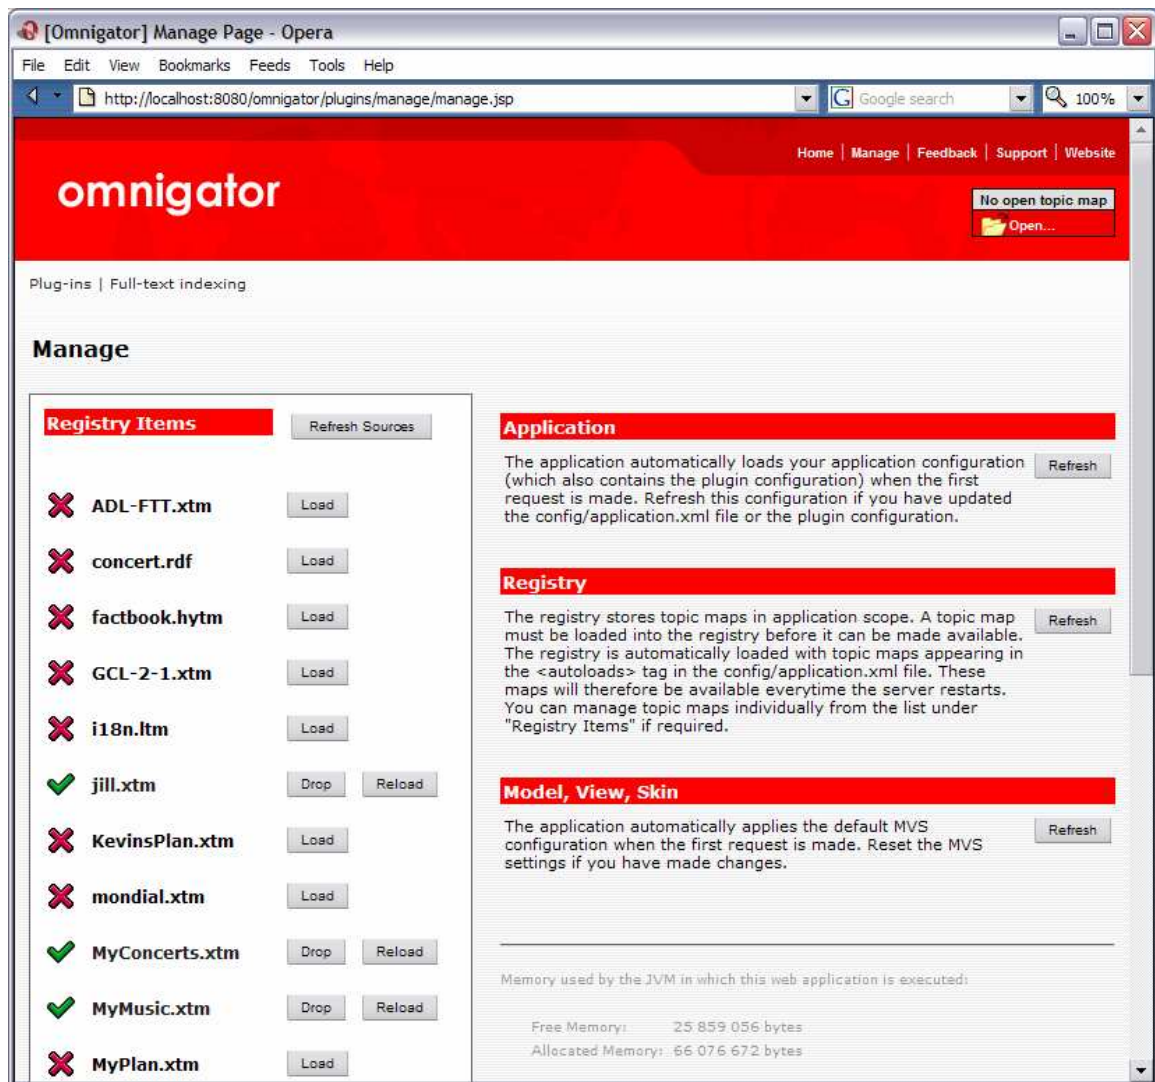 [Omnigator] Manage Page - Opera
File Edit View Bookmarks Feeds Tools Help
http://localhost:8080/omnigator/plugins/manage/manage.jsp
G Google search
100%
Home | Manage | Feedback | Support | Website
omnigator
No open topic map
Open...
Plug-ins | Full-text indexing
Manage
Registry Items
Refresh Sources
ADL-FTT.xtm Load
concert.rdf Load
factbook.hytm Load
GCL-2-1.xtm Load
i18n.ltm Load
jill.xtm Drop Reload
KevinsPlan.xtm Load
mondial.xtm Load
MyConcerts.xtm Drop Reload
MyMusic.xtm Drop Reload
MyPlan.xtm Load
Application
The application automatically loads your application configuration
(which also contains the plugin configuration) when the first
request is made. Refresh this configuration if you have updated
the config/application.xml file or the plugin configuration.
Refresh
Registry
The registry stores topic maps in application scope. A topic map
must be loaded into the registry before it can be made available.
The registry is automatically loaded with topic maps appearing in
the <autoloads> tag in the config/application.xml file. These
maps will therefore be available everytime the server restarts.
You can manage topic maps individually from the list under
"Registry Items" if required.
Refresh
Model, View, Skin
The application automatically applies the default MVS
configuration when the first request is made. Reset the MVS
settings if you have made changes.
Refresh
Memory used by the JVM in which this web application is executed:
Free Memory: 25 859 056 bytes
Allocated Memory: 66 076 672 bytes